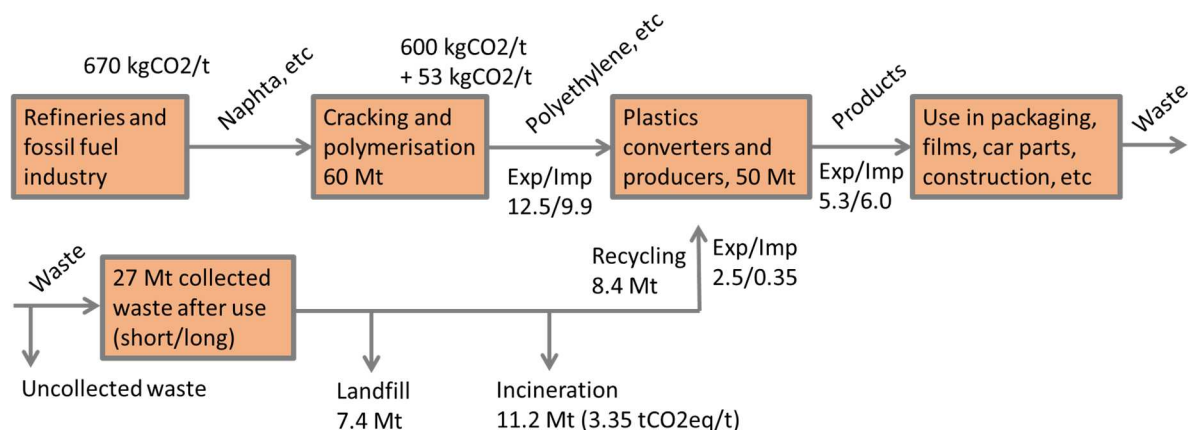 670 kgCO2/t
Refineries and
fossil fuel
industry
Naphta, etc
600 kgCO2/t
+ 53 kgCO2/t
Cracking and
polymerisation
60 Mt
Polyethylene, etc
Exp/Imp
12.5/9.9
Plastics
converters and
producers, 50 Mt
Products
Exp/Imp
5.3/6.0
Use in packaging,
films, car parts,
construction, etc
Waste
Waste
27 Mt collected
waste after use
(short/long)
Uncollected waste
Landfill
7.4 Mt
Incineration
11.2 Mt (3.35 tCO2eq/t)
Recycling
8.4 Mt
Exp/Imp
2.5/0.35